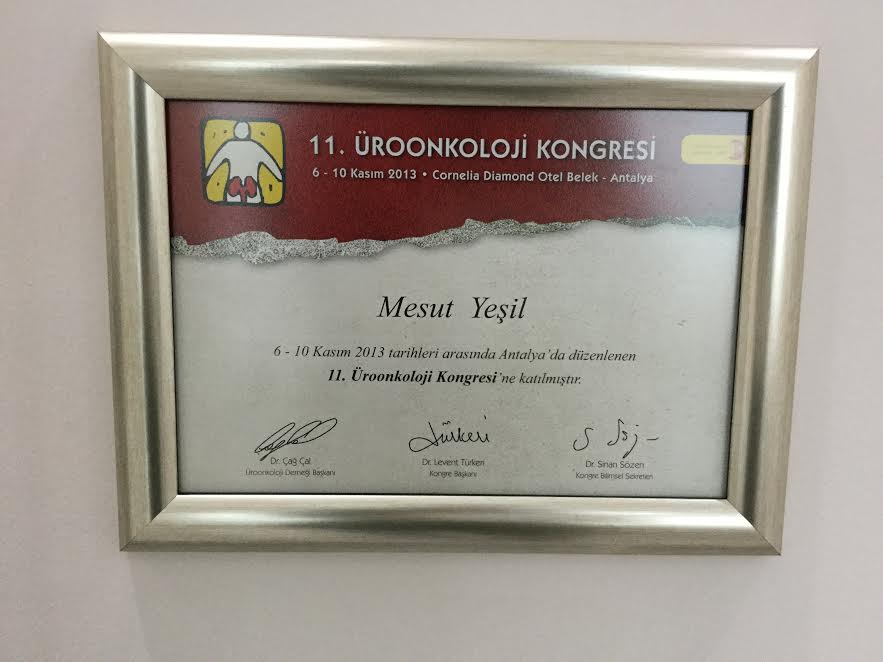 11. ÜROONKOLOJİ KONGRESİ
6 - 10 Kasım 2013 • Cornelia Diamond Otel Belek - Antalya
Mesut Yeşil
6 - 10 Kasım 2013 tarihleri arasında Antalya'da düzenlenen
11. Üroonkoloji Kongresi'ne katılmıştır.
Türkeri
Dr. Çağ Çal
Üroonkoloji Derneği Başkanı
Dr. Levent Türkeri
Kongre Başkanı
Dr. Sinan Sözen
Kongre Bilimsel Sekreteri